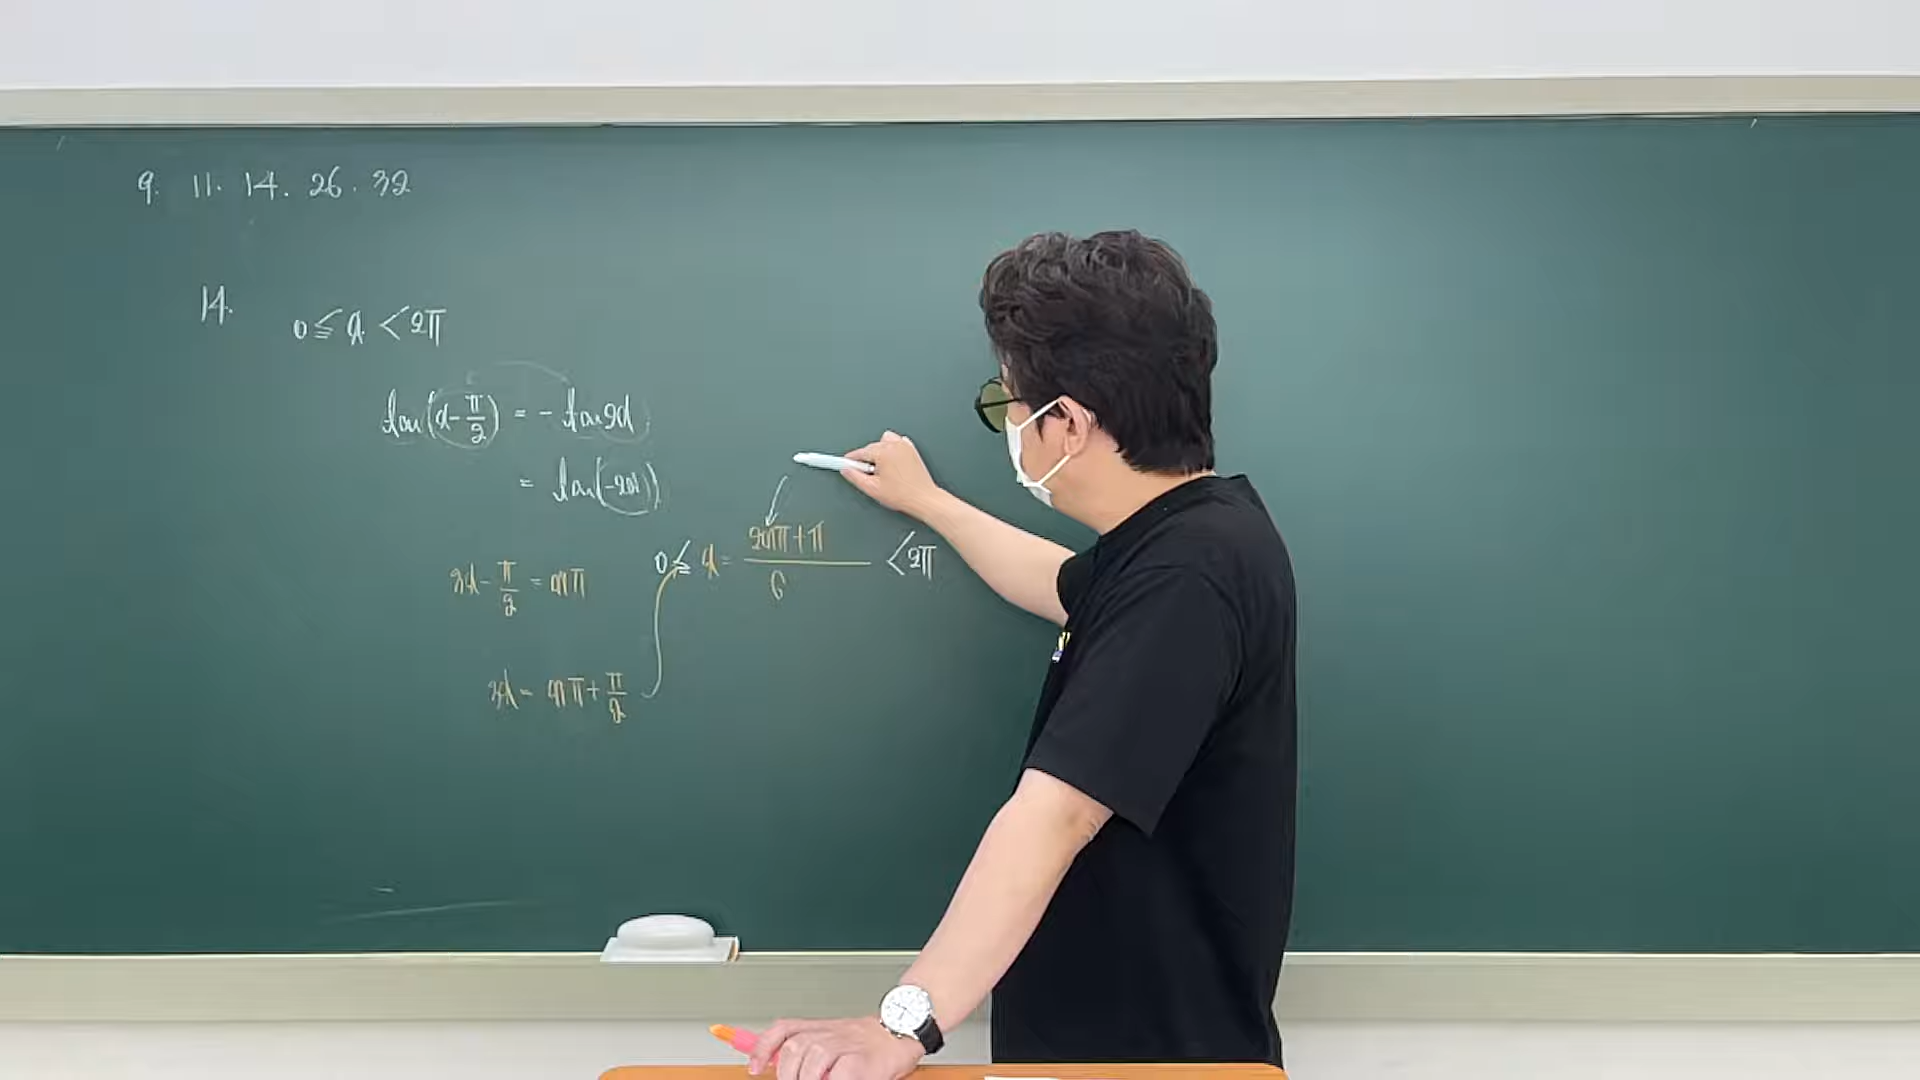 9. 11. 14. 26. 32
14.
0 ≦ α < 2π
tan(α - π/2) = - tan2α
= tan(-2α)
3α - π/2 = nπ
0 ≦ α = (2nπ + π)/6 < 2π
3α = nπ + π/2